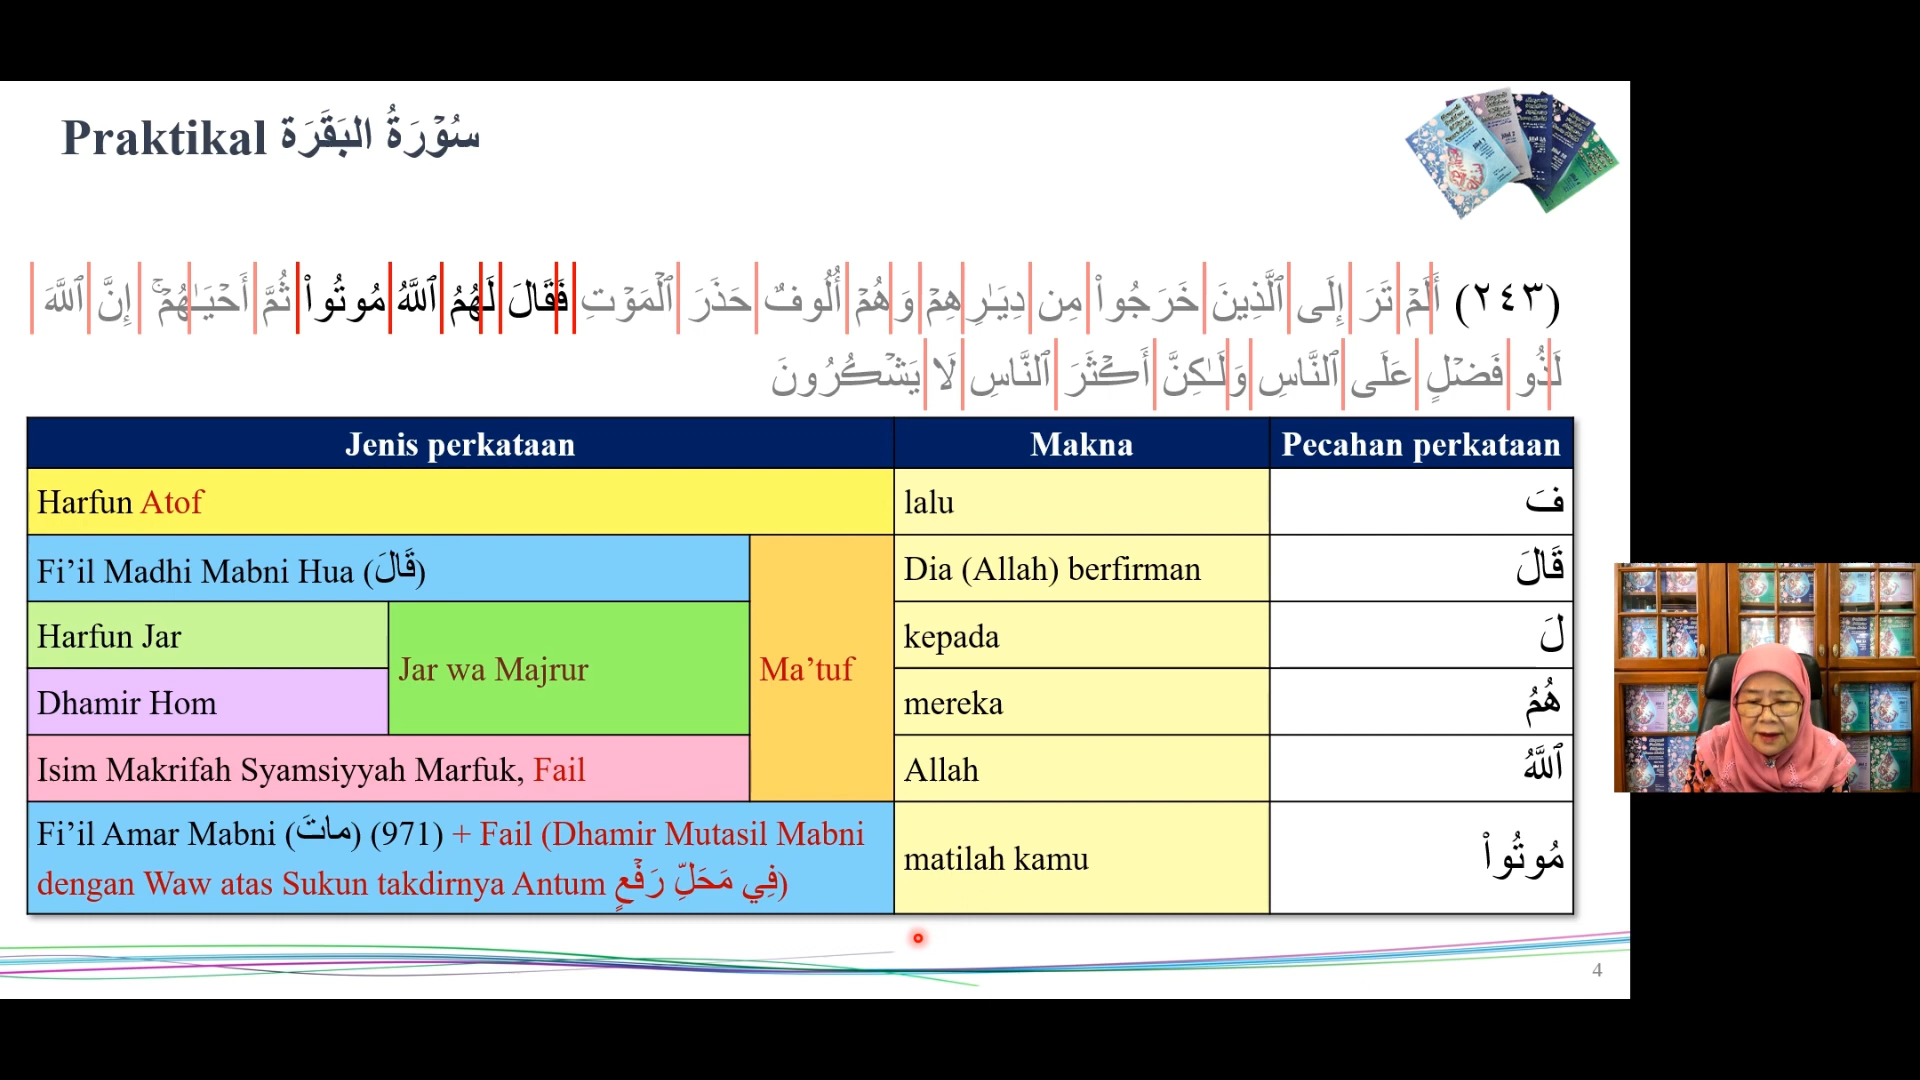 Praktikal سُوْرَةُ البَقَرَة
(٢٤٣) أَلَمْ تَرَ إِلَى ٱلَّذِينَ خَرَجُوا۟ مِن دِيَـٰرِهِمْ وَهُمْ أُلُوفٌ حَذَرَ ٱلْمَوْتِ فَقَالَ لَهُمُ ٱللَّهُ مُوتُوا۟ ثُمَّ أَحْيَـٰهُمْ ۚ إِنَّ ٱللَّهَ
لَذُو فَضْلٍ عَلَى ٱلنَّاسِ وَلَـٰكِنَّ أَكْثَرَ ٱلنَّاسِ لَا يَشْكُرُونَ
Jenis perkataan Makna Pecahan perkataan
Harfun Atof lalu فَ
Fi’il Madhi Mabni Hua (قَالَ) Dia (Allah) berfirman قَالَ
Harfun Jar kepada لَ
Jar wa Majrur Ma’tuf
Dhamir Hom mereka هُمُ
Isim Makrifah Syamsiyyah Marfuk, Fail Allah ٱللَّهُ
Fi’il Amar Mabni (ماتَ) (971) + Fail (Dhamir Mutasil Mabni
dengan Waw atas Sukun takdirnya Antum فِي مَحَلِّ رَفْعٍ) matilah kamu مُوتُوا۟
4